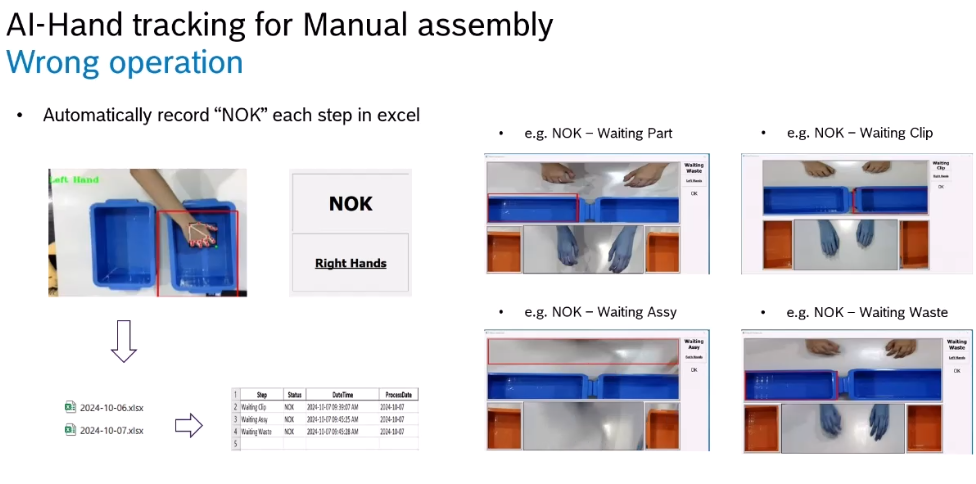 AI-Hand tracking for Manual assembly
Wrong operation
• Automatically record “NOK” each step in excel
Left Hand
NOK
Right Hands
2024-10-06.xlsx
2024-10-07.xlsx
1 Step Status DateTime ProcessDate
2 Waiting Clip NOK 2024-10-07 09:39:07 AM 2024-10-07
3 Waiting Assy NOK 2024-10-07 09:45:25 AM 2024-10-07
4 Waiting Waste NOK 2024-10-07 09:45:28 AM 2024-10-07
5
• e.g. NOK – Waiting Part
Waiting
Waste
Left Hands
OK
• e.g. NOK – Waiting Clip
Waiting
Clip
OK
• e.g. NOK – Waiting Assy
Waiting
Assy
OK
• e.g. NOK – Waiting Waste
Waiting
Waste
Left Hands
OK